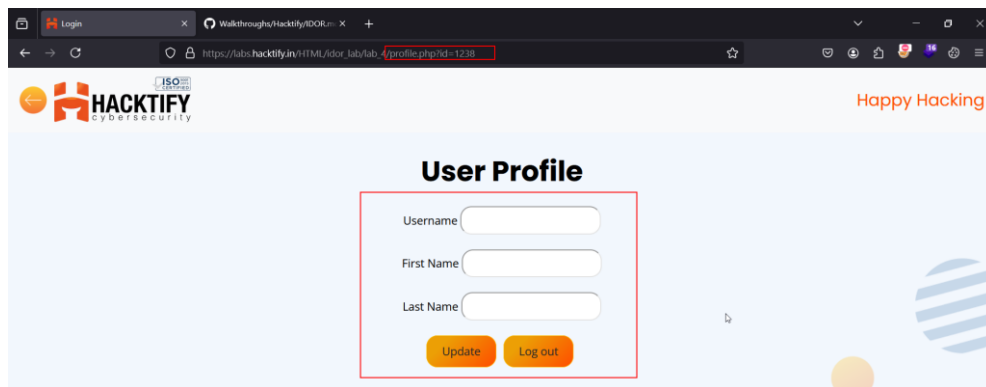 Login
Walkthroughs/Hacktify/IDOR.m
https://labs.hacktify.in/HTML/idor_lab/lab_4/profile.php?id=1238
16
ISO
CERTIFIED
HACKTIFY
cybersecurity
Happy Hacking
User Profile
Username
First Name
Last Name
Update Log out